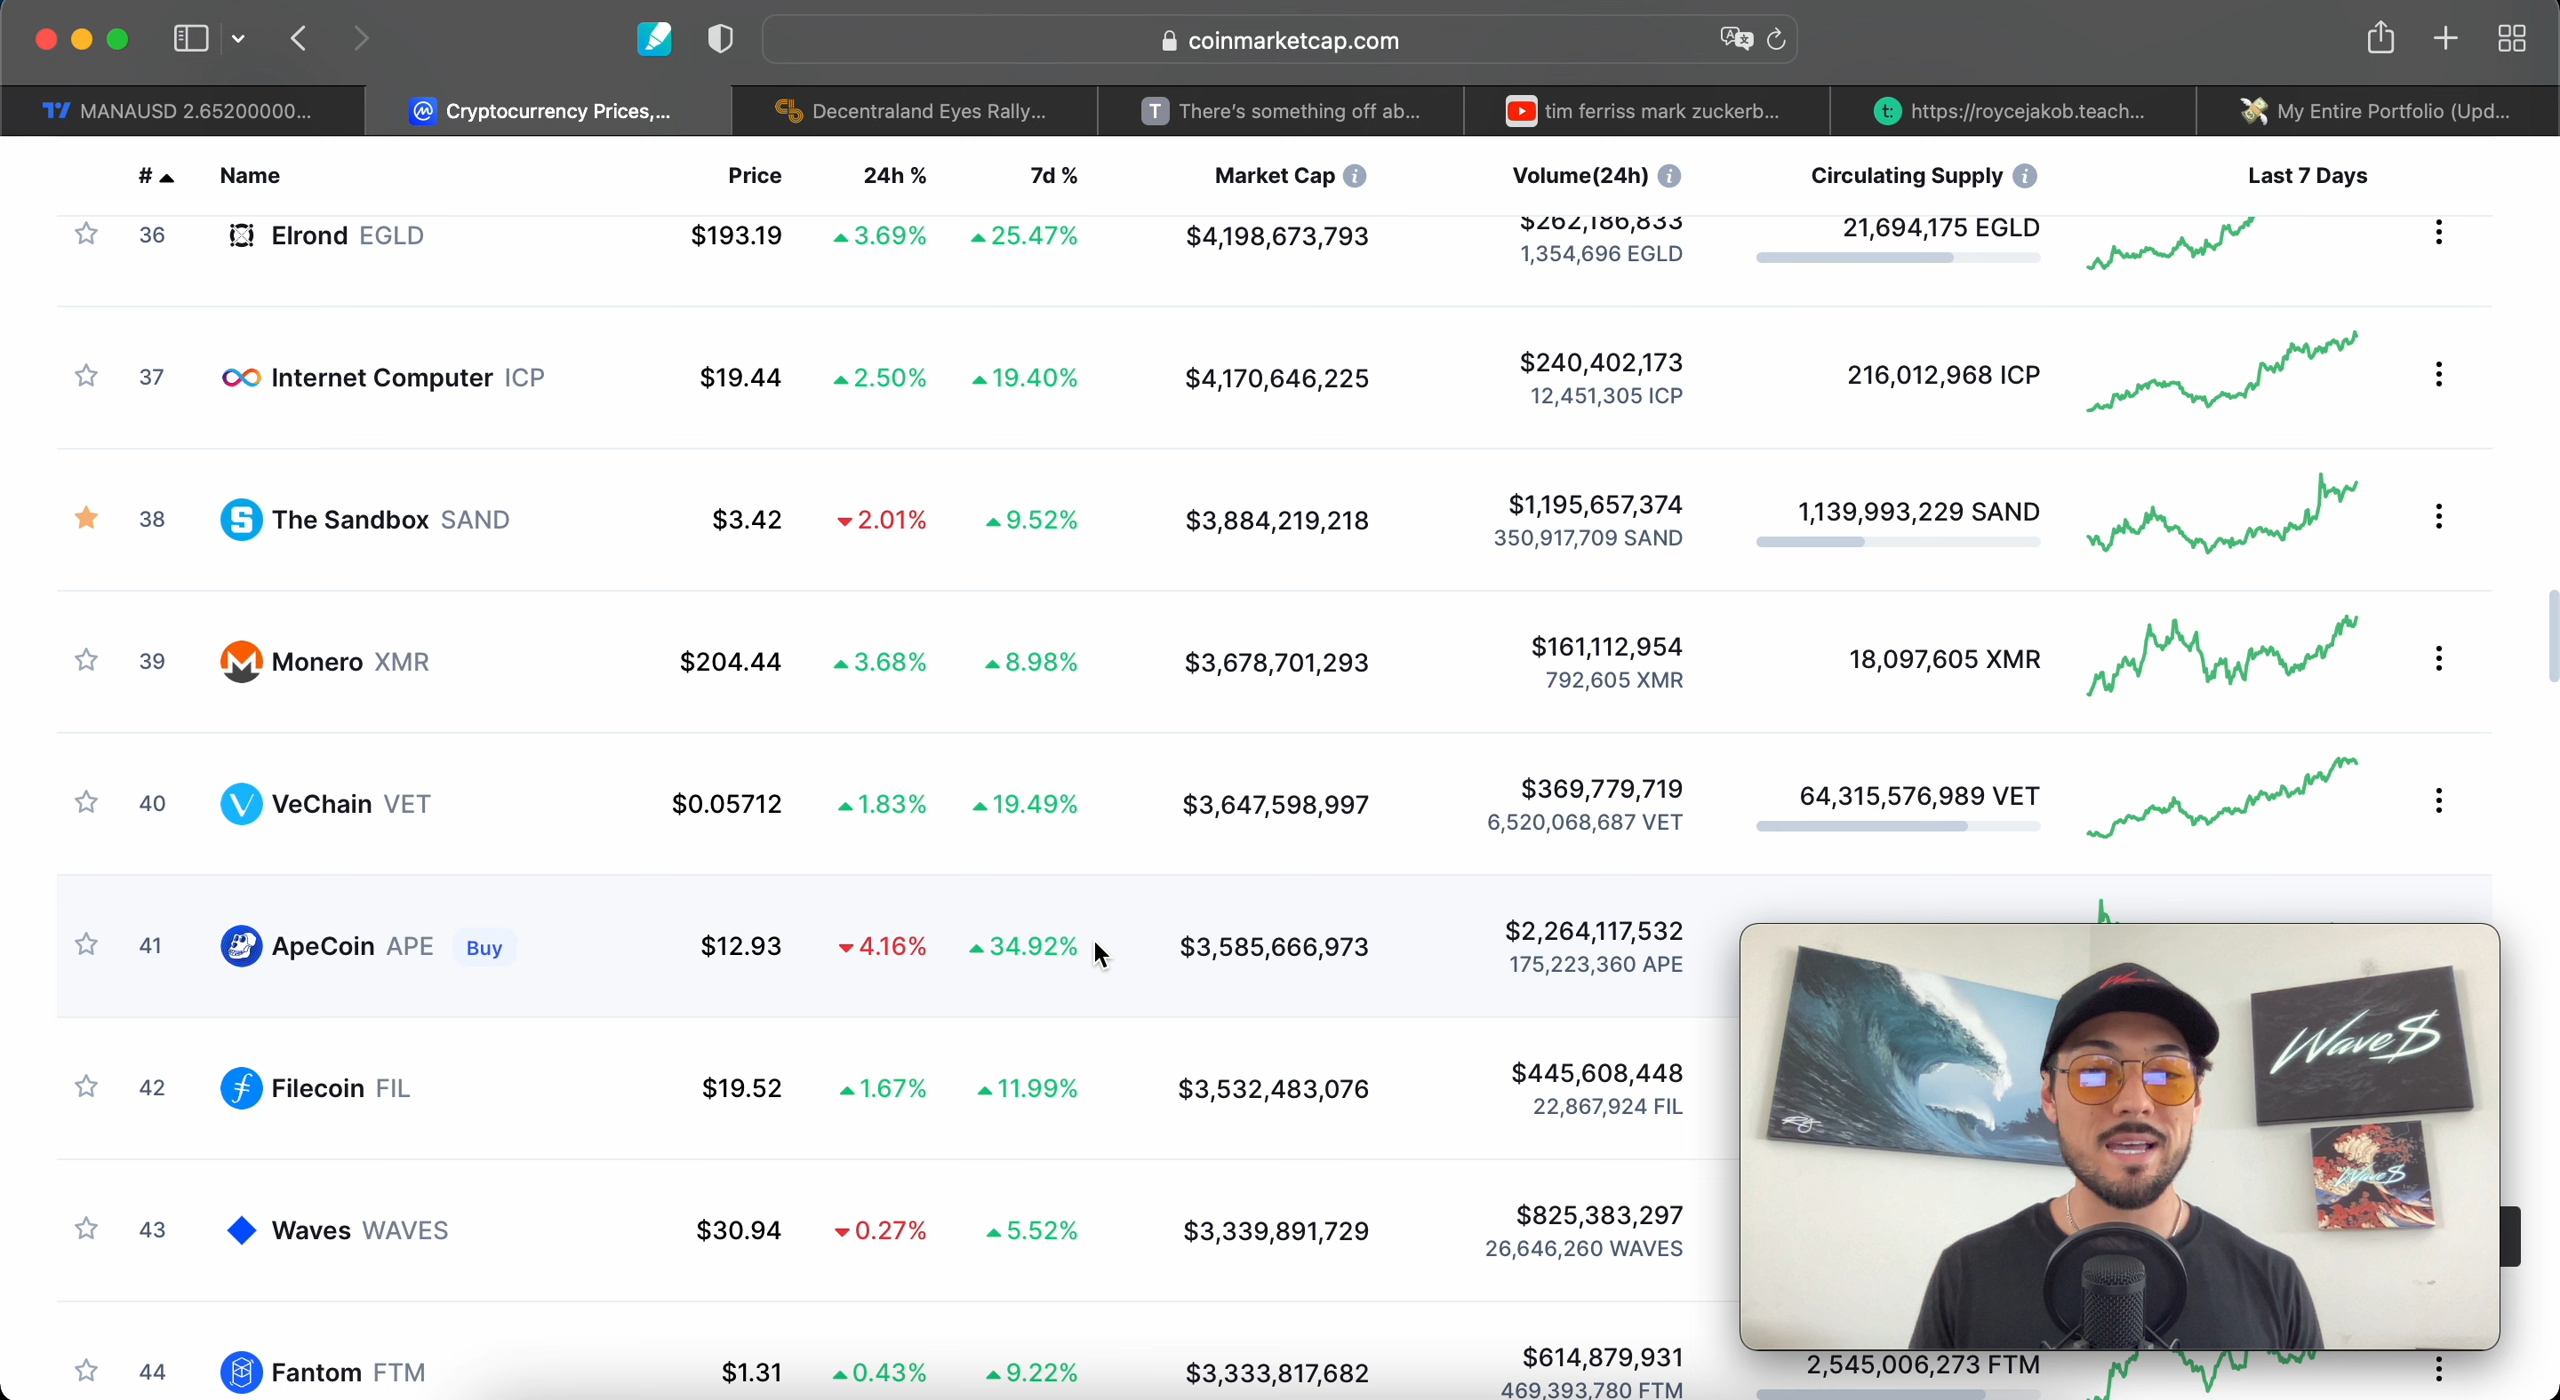 coinmarketcap.com
MANAUSD 2.65200000...
Cryptocurrency Prices,...
Decentraland Eyes Rally...
T There's something off ab...
tim ferriss mark zuckerb...
t: https://roycejakob.teach...
My Entire Portfolio (Upd...
# Name Price 24h % 7d % Market Cap Volume(24h) Circulating Supply Last 7 Days
36 Elrond EGLD $193.19 3.69% 25.47% $4,198,673,793 $262,186,833 21,694,175 EGLD
1,354,696 EGLD
37 Internet Computer ICP $19.44 2.50% 19.40% $4,170,646,225 $240,402,173 216,012,968 ICP
12,451,305 ICP
38 The Sandbox SAND $3.42 2.01% 9.52% $3,884,219,218 $1,195,657,374 1,139,993,229 SAND
350,917,709 SAND
39 Monero XMR $204.44 3.68% 8.98% $3,678,701,293 $161,112,954 18,097,605 XMR
792,605 XMR
40 VeChain VET $0.05712 1.83% 19.49% $3,647,598,997 $369,779,719 64,315,576,989 VET
6,520,068,687 VET
41 ApeCoin APE Buy $12.93 4.16% 34.92% $3,585,666,973 $2,264,117,532
175,223,360 APE
42 Filecoin FIL $19.52 1.67% 11.99% $3,532,483,076 $445,608,448
22,867,924 FIL
43 Waves WAVES $30.94 0.27% 5.52% $3,339,891,729 $825,383,297
26,646,260 WAVES
44 Fantom FTM $1.31 0.43% 9.22% $3,333,817,682 $614,879,931 2,545,006,273 FTM
469,393,780 FTM
Wave$
Wave$